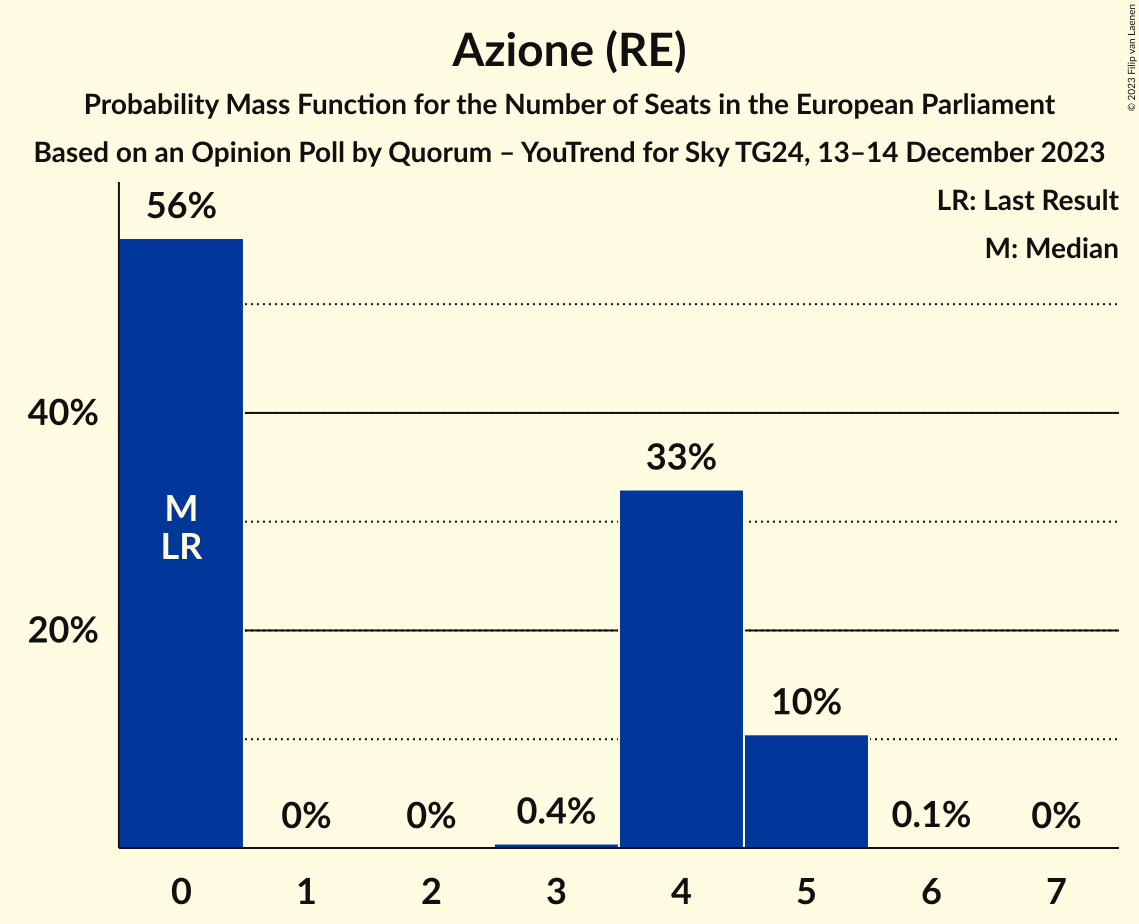 Azione (RE)
Probability Mass Function for the Number of Seats in the European Parliament
Based on an Opinion Poll by Quorum – YouTrend for Sky TG24, 13–14 December 2023
© 2023 Filip van Laenen
LR: Last Result
M: Median
56%
40%
20%
M
LR
0%
0%
0.4%
33%
10%
0.1%
0%
0 1 2 3 4 5 6 7